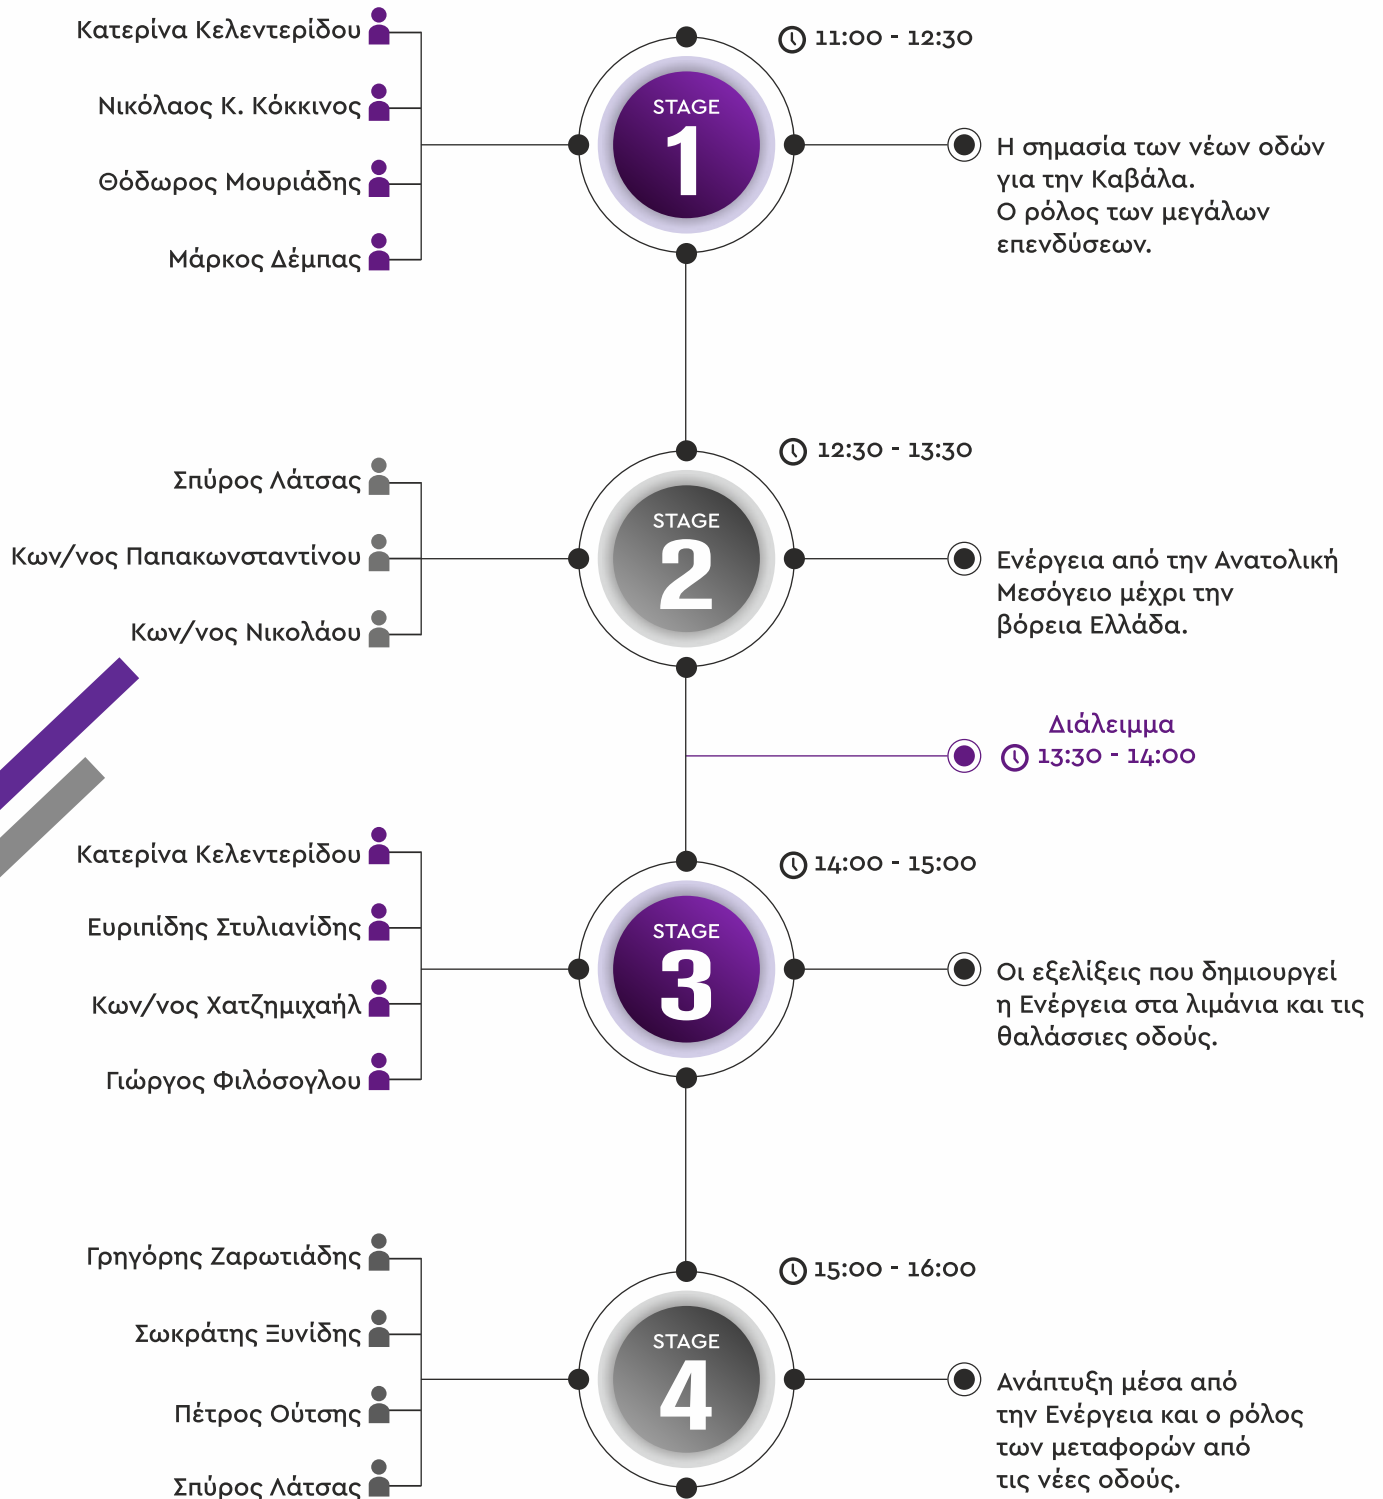 Κατερίνα Κελεντερίδου
Νικόλαος Κ. Κόκκινος
Θόδωρος Μουριάδης
Μάρκος Δέμπας
STAGE
1
11:00 - 12:30
Η σημασία των νέων οδών
για την Καβάλα.
Ο ρόλος των μεγάλων
επενδύσεων.
Σπύρος Λάτσας
Κων/νος Παπακωνσταντίνου
Κων/νος Νικολάου
STAGE
2
12:30 - 13:30
Ενέργεια από την Ανατολική
Μεσόγειο μέχρι την
βόρεια Ελλάδα.
Διάλειμμα
13:30 - 14:00
Κατερίνα Κελεντερίδου
Ευριπίδης Στυλιανίδης
Κων/νος Χατζημιχαήλ
Γιώργος Φιλόσογλου
STAGE
3
14:00 - 15:00
Οι εξελίξεις που δημιουργεί
η Ενέργεια στα λιμάνια και τις
θαλάσσιες οδούς.
Γρηγόρης Ζαρωτιάδης
Σωκράτης Ξυνίδης
Πέτρος Ούτσης
Σπύρος Λάτσας
STAGE
4
15:00 - 16:00
Ανάπτυξη μέσα από
την Ενέργεια και ο ρόλος
των μεταφορών από
τις νέες οδούς.